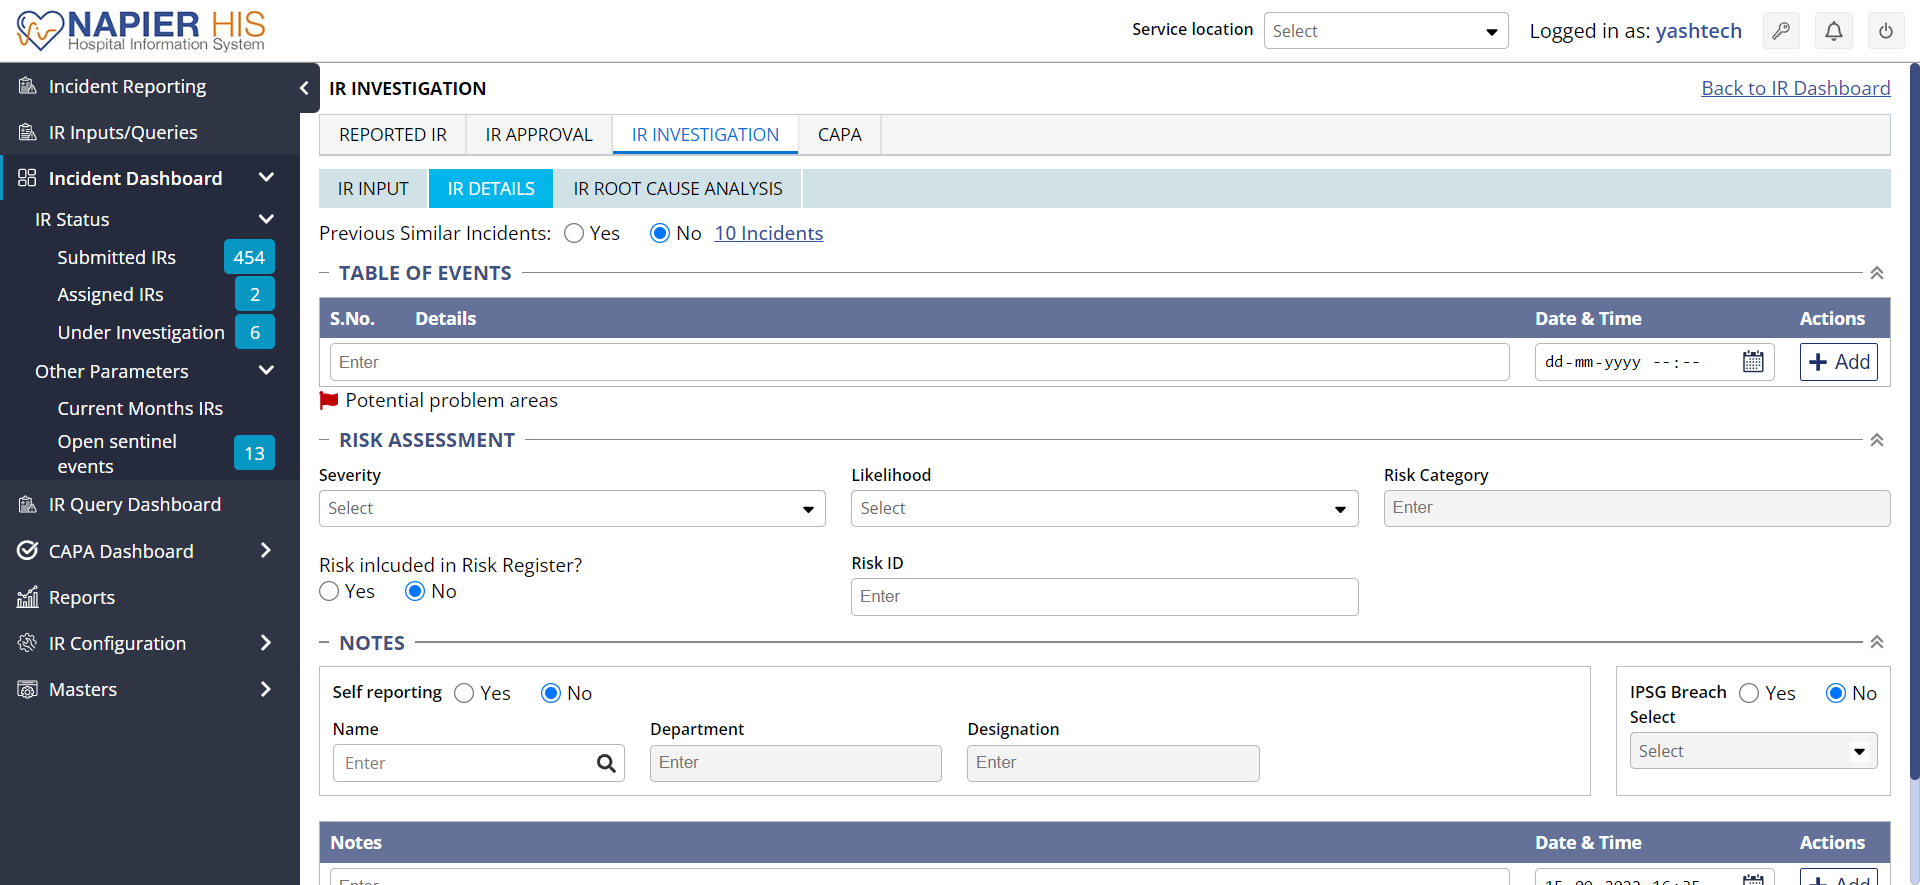 NAPIER HIS
Hospital Information System
Service location Select Logged in as: yashtech
Incident Reporting
IR Inputs/Queries
Incident Dashboard
IR Status
Submitted IRs 454
Assigned IRs 2
Under Investigation 6
Other Parameters
Current Months IRs
Open sentinel
events 13
IR Query Dashboard
CAPA Dashboard
Reports
IR Configuration
Masters
IR INVESTIGATION Back to IR Dashboard
REPORTED IR IR APPROVAL IR INVESTIGATION CAPA
IR INPUT IR DETAILS IR ROOT CAUSE ANALYSIS
Previous Similar Incidents: Yes No 10 Incidents
TABLE OF EVENTS
S.No. Details Date & Time Actions
Enter dd-mm-yyyy --:-- Add
Potential problem areas
RISK ASSESSMENT
Severity Likelihood Risk Category
Select Select Enter
Risk inlcuded in Risk Register? Risk ID
Yes No Enter
NOTES
Self reporting Yes No
Name Department Designation
Enter Enter Enter
IPSG Breach Yes No
Select
Select
Notes Date & Time Actions
Enter 15-09-2022 16:35 Add